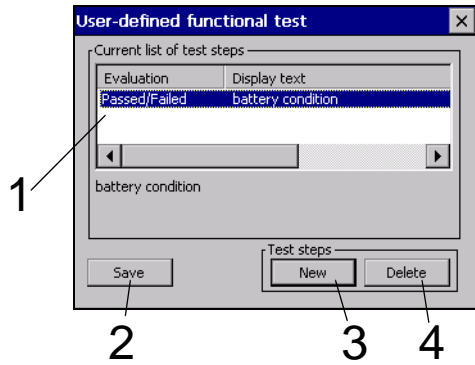 User-defined functional test
Current list of test steps
Evaluation Display text
Passed/Failed battery condition
1
battery condition
Test steps
Save New Delete
2 3 4